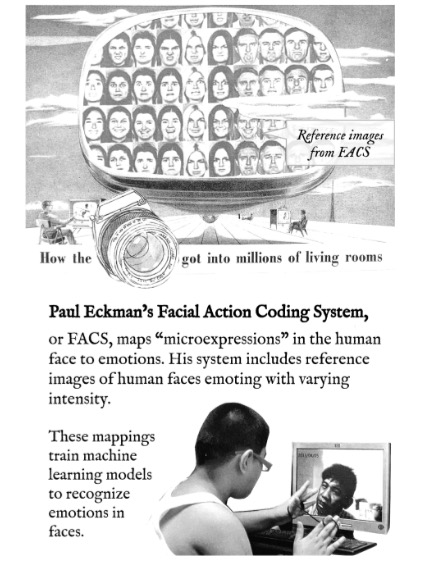 Reference images
from FACS
How the got into millions of living rooms
Paul Eckman's Facial Action Coding System,
or FACS, maps “microexpressions” in the human
face to emotions. His system includes reference
images of human faces emoting with varying
intensity.
These mappings
train machine
learning models
to recognize
emotions in
faces.